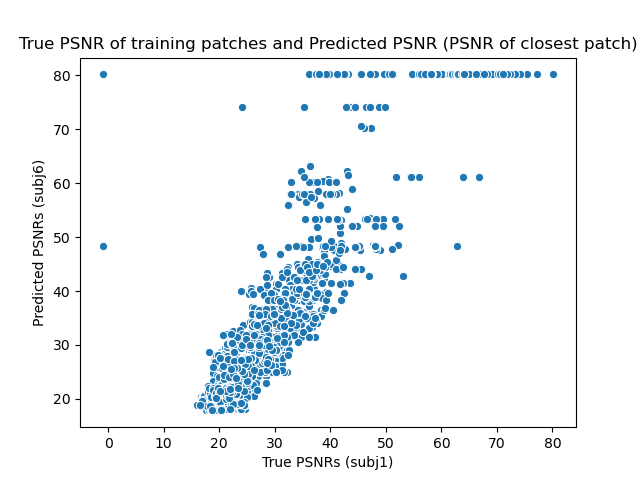 True PSNR of training patches and Predicted PSNR (PSNR of closest patch)
80
70
60
50
40
30
20
Predicted PSNRs (subj6)
0 10 20 30 40 50 60 70 80
True PSNRs (subj1)